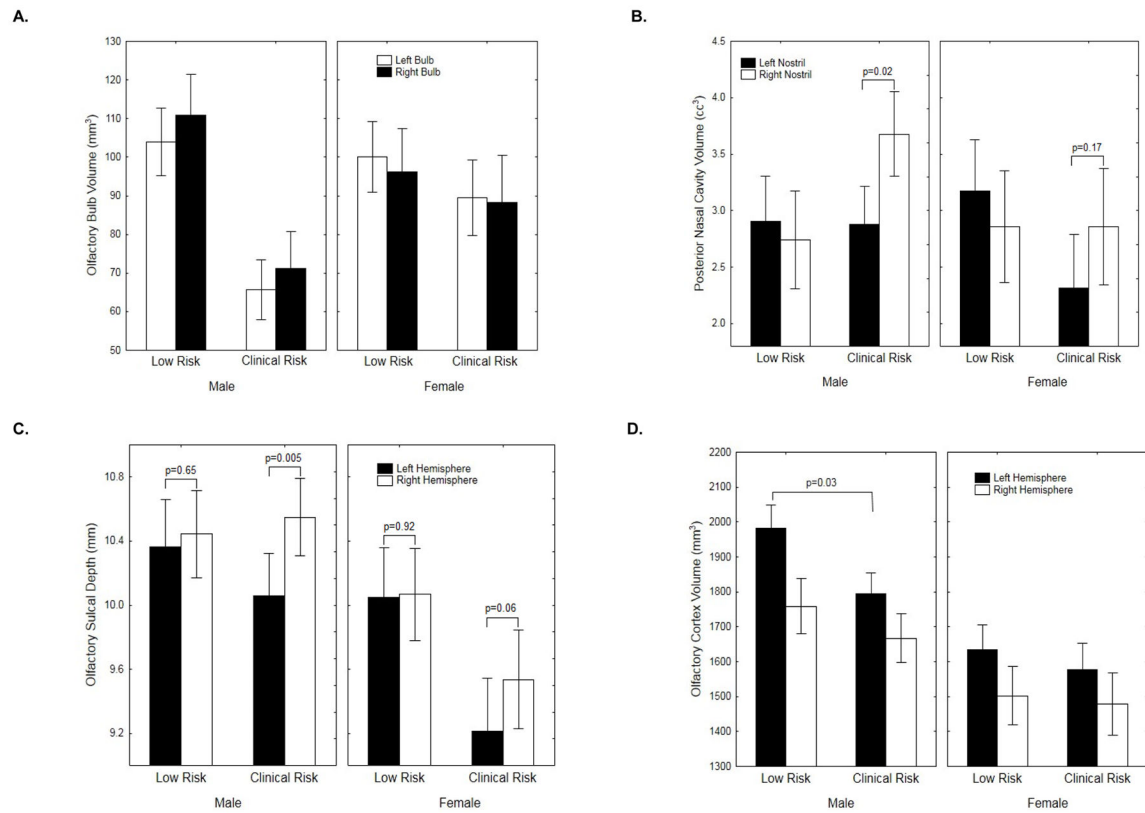 A.
Olfactory Bulb Volume (mm³)
130
120
110
100
90
80
70
60
50
Left Bulb
Right Bulb
Low Risk Clinical Risk Low Risk Clinical Risk
Male Female
B.
Posterior Nasal Cavity Volume (cc³)
4.5
4.0
3.5
3.0
2.5
2.0
Left Nostril
Right Nostril
p=0.02
p=0.17
Low Risk Clinical Risk Low Risk Clinical Risk
Male Female
C.
Olfactory Sulcal Depth (mm)
10.8
10.4
10.0
9.6
9.2
p=0.65
p=0.005
Left Hemisphere
Right Hemisphere
p=0.92
p=0.06
Low Risk Clinical Risk Low Risk Clinical Risk
Male Female
D.
Olfactory Cortex Volume (mm³)
2200
2100
2000
1900
1800
1700
1600
1500
1400
1300
p=0.03
Left Hemisphere
Right Hemisphere
Low Risk Clinical Risk Low Risk Clinical Risk
Male Female